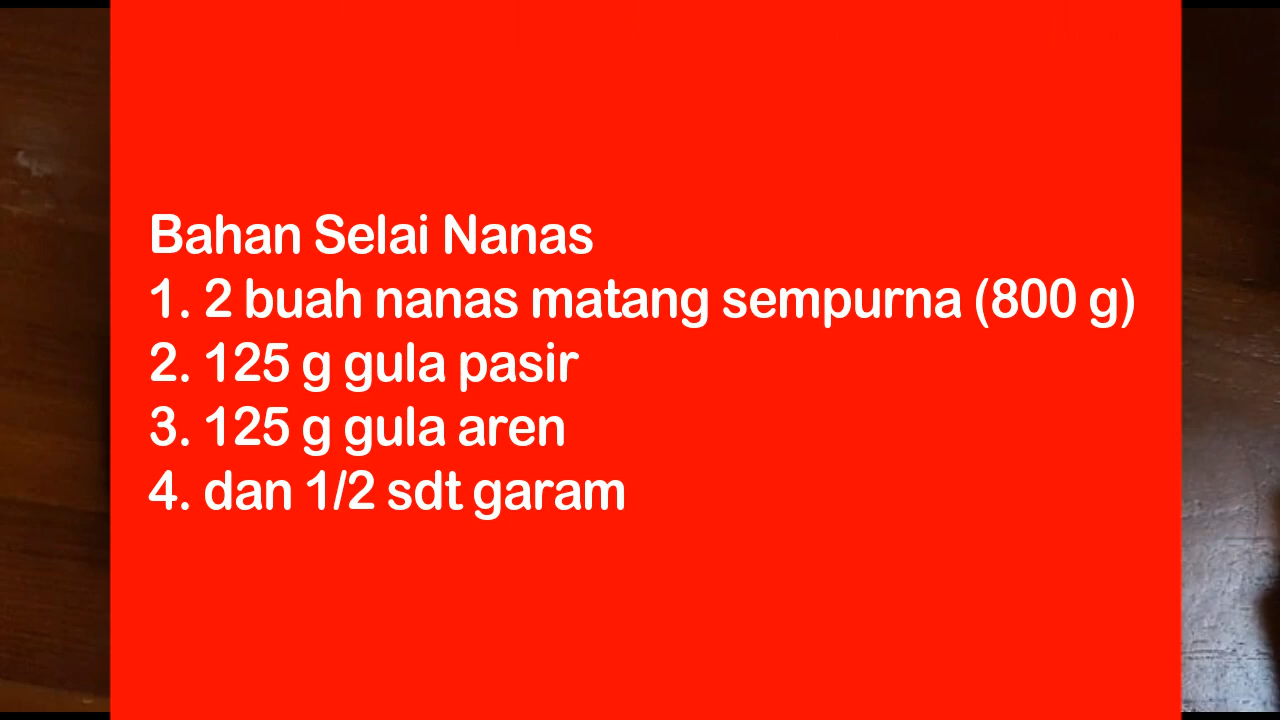 Bahan Selai Nanas
1. 2 buah nanas matang sempurna (800 g)
2. 125 g gula pasir
3. 125 g gula aren
4. dan 1/2 sdt garam